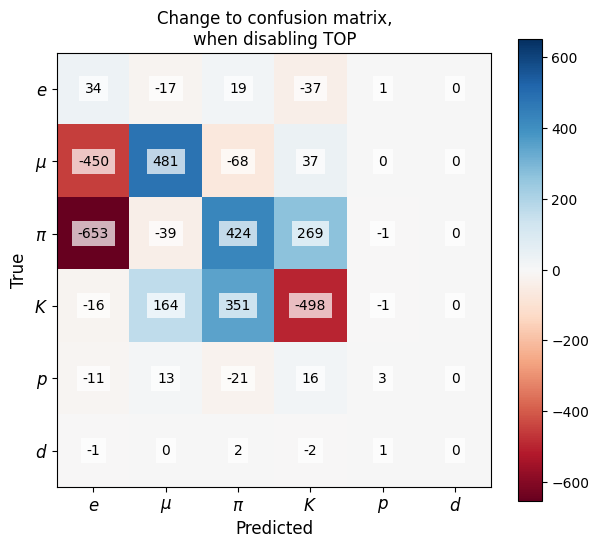 Change to confusion matrix,
when disabling TOP
e 34 -17 19 -37 1 0
μ -450 481 -68 37 0 0
π -653 -39 424 269 -1 0
K -16 164 351 -498 -1 0
p -11 13 -21 16 3 0
d -1 0 2 -2 1 0
e μ π K p d
True
Predicted
600
400
200
0
−200
−400
−600